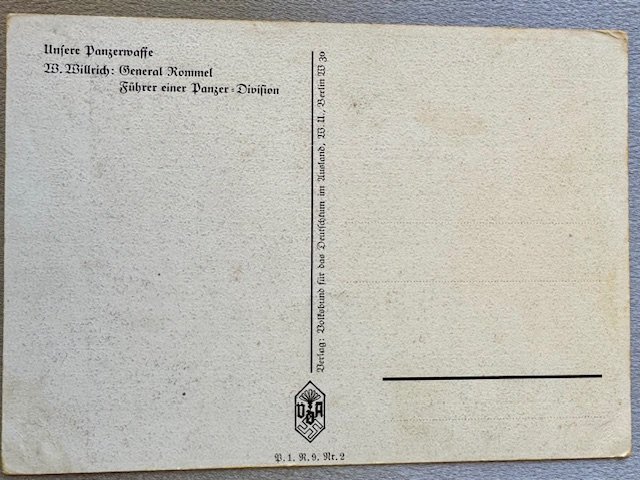 Unsere Panzerwaffe
W. Willrich: General Rommel
Führer einer Panzer-Division
Verlag: Volksbund für das Deutschtum im Ausland, W. U., Berlin W 30
VDA
P. 1. R. 9. Nr. 2